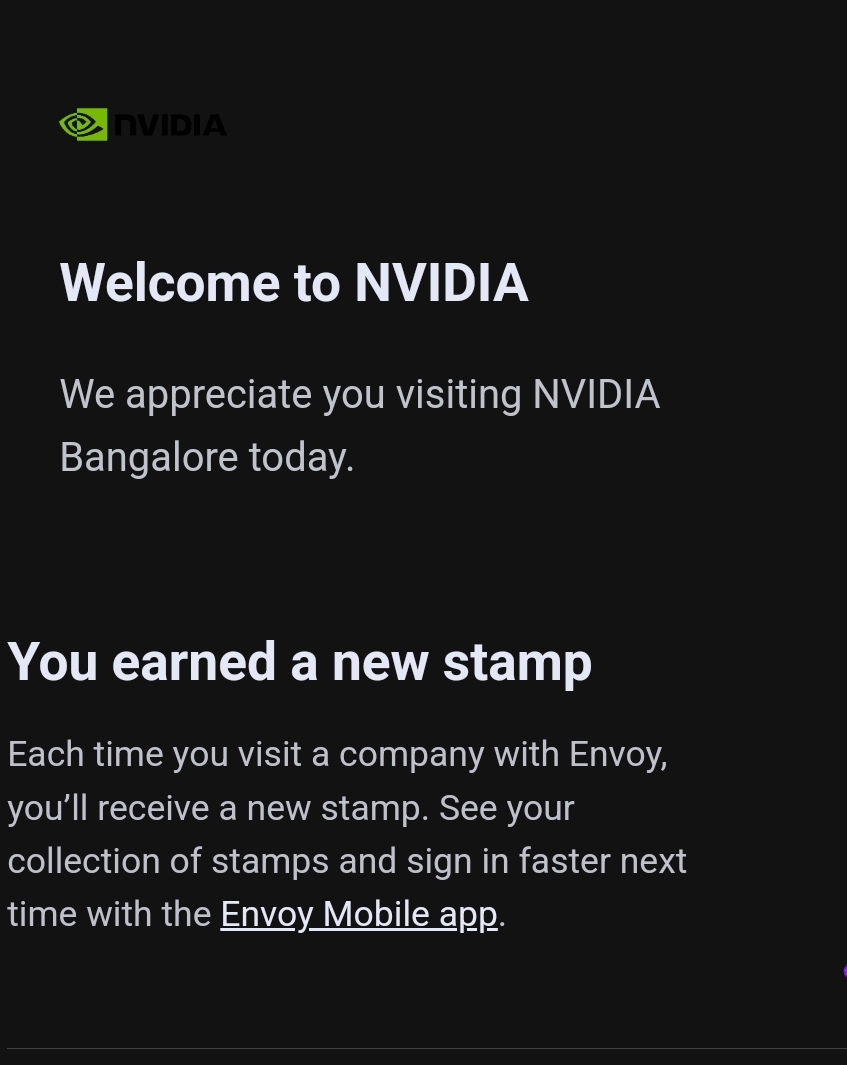 NVIDIA
Welcome to NVIDIA
We appreciate you visiting NVIDIA
Bangalore today.
You earned a new stamp
Each time you visit a company with Envoy,
you’ll receive a new stamp. See your
collection of stamps and sign in faster next
time with the Envoy Mobile app.